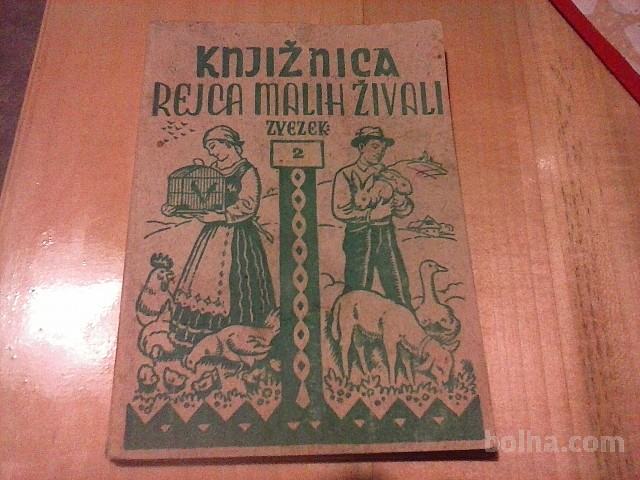 KNJIŽNICA
REJCA MALIH ŽIVALI
ZVEZEK:
2
bolha.com